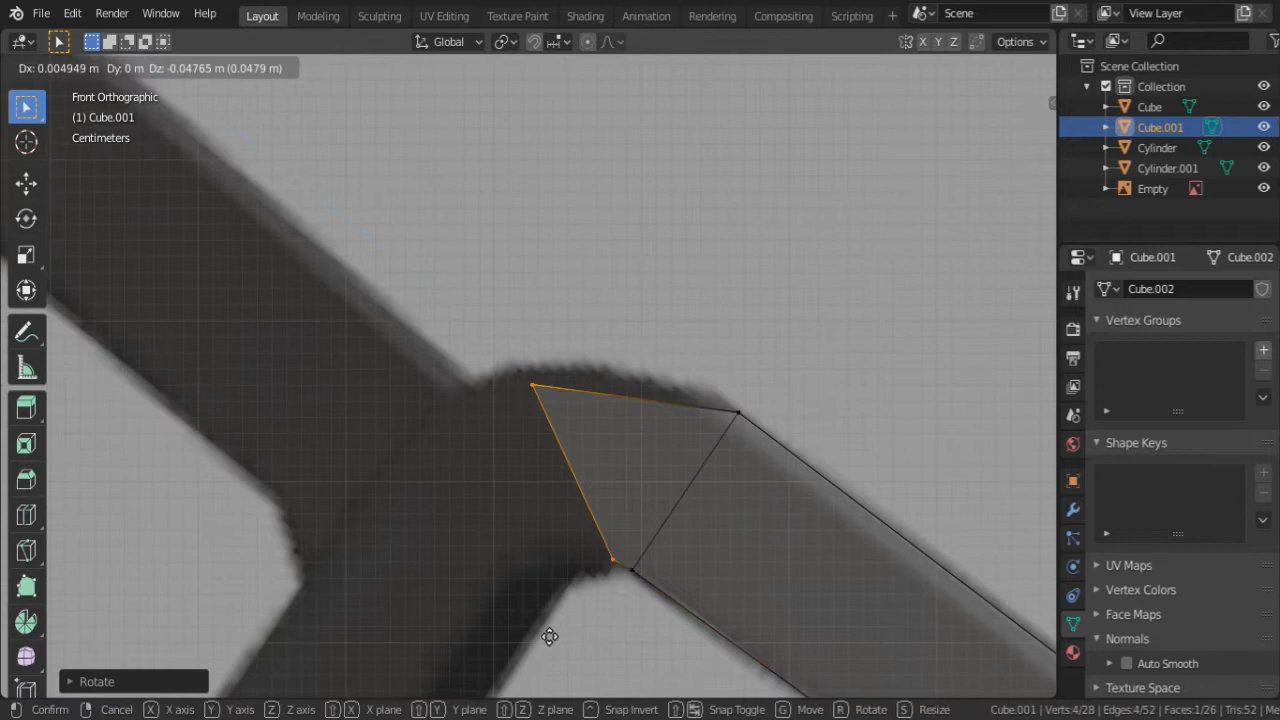 File Edit Render Window Help Layout Modeling Sculpting UV Editing Texture Paint Shading Animation Rendering Compositing Scripting + Scene View Layer
Global X Y Z Options
Dx: 0.004949 m Dy: 0 m Dz: -0.04765 m (0.0479 m)
Front Orthographic
(1) Cube.001
Centimeters
Rotate
Scene Collection
Collection
Cube
Cube.001
Cylinder
Cylinder.001
Empty
Cube.001 Cube.002
Cube.002
Vertex Groups
Shape Keys
UV Maps
Vertex Colors
Face Maps
Normals
Auto Smooth
Texture Space
Confirm Cancel X X axis Y Y axis Z Z axis X X plane Y Y plane Z Z plane Snap Invert Snap Toggle G Move R Rotate S Resize Cube.001 | Verts:4/28 | Edges:4/52 | Faces:1/26 | Tris:52 | Me